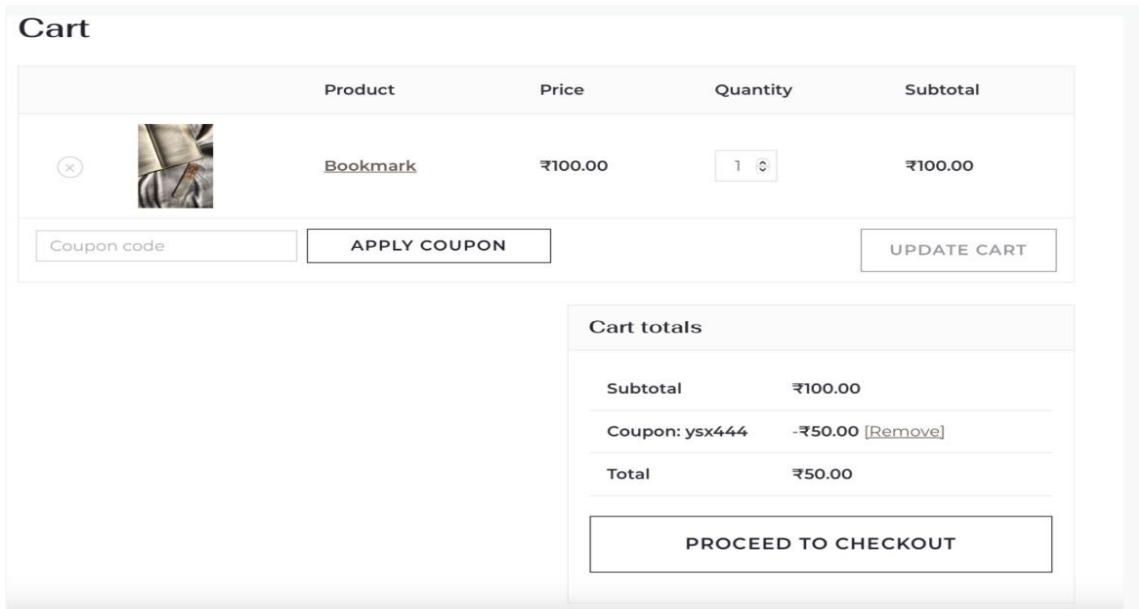 Cart
Product Price Quantity Subtotal
Bookmark ₹100.00 1 ₹100.00
Coupon code APPLY COUPON UPDATE CART
Cart totals
Subtotal ₹100.00
Coupon: ysx444 -₹50.00 [Remove]
Total ₹50.00
PROCEED TO CHECKOUT